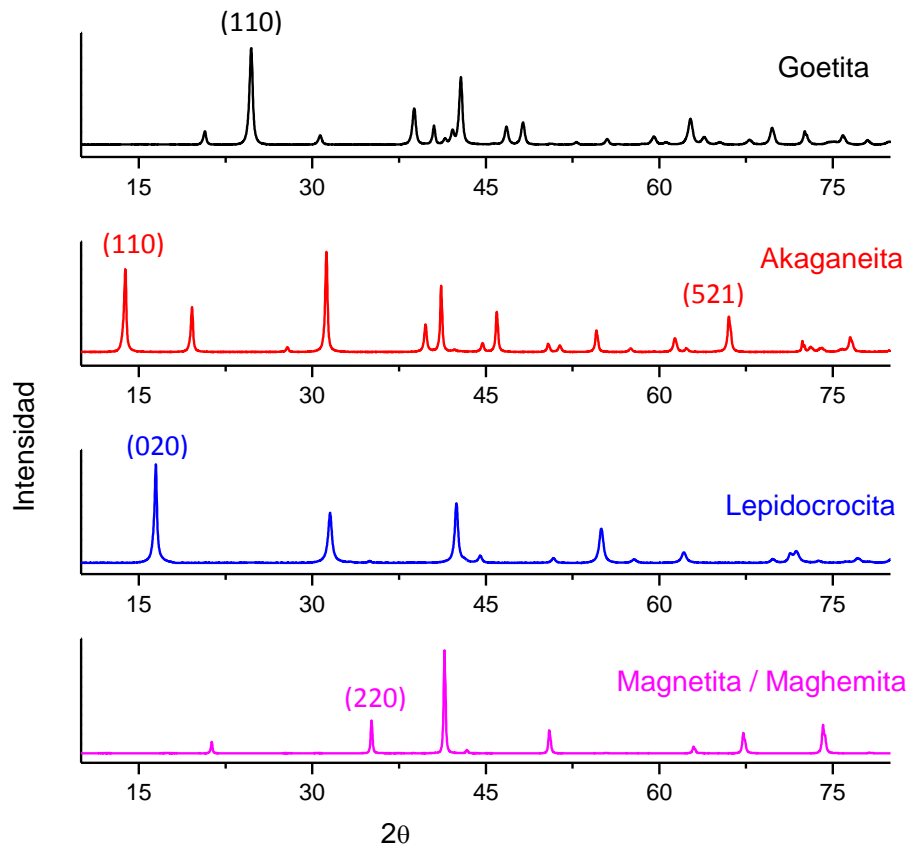 (110)
Goetita
15 30 45 60 75
(110)
Akaganeita
(521)
15 30 45 60 75
Intensidad
(020)
Lepidocrocita
15 30 45 60 75
Magnetita / Maghemita
(220)
15 30 45 60 75
2θ